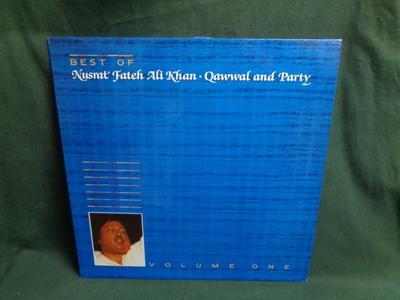 BEST OF
Nusrat Fateh Ali Khan · Qawwal and Party
VOLUME ONE